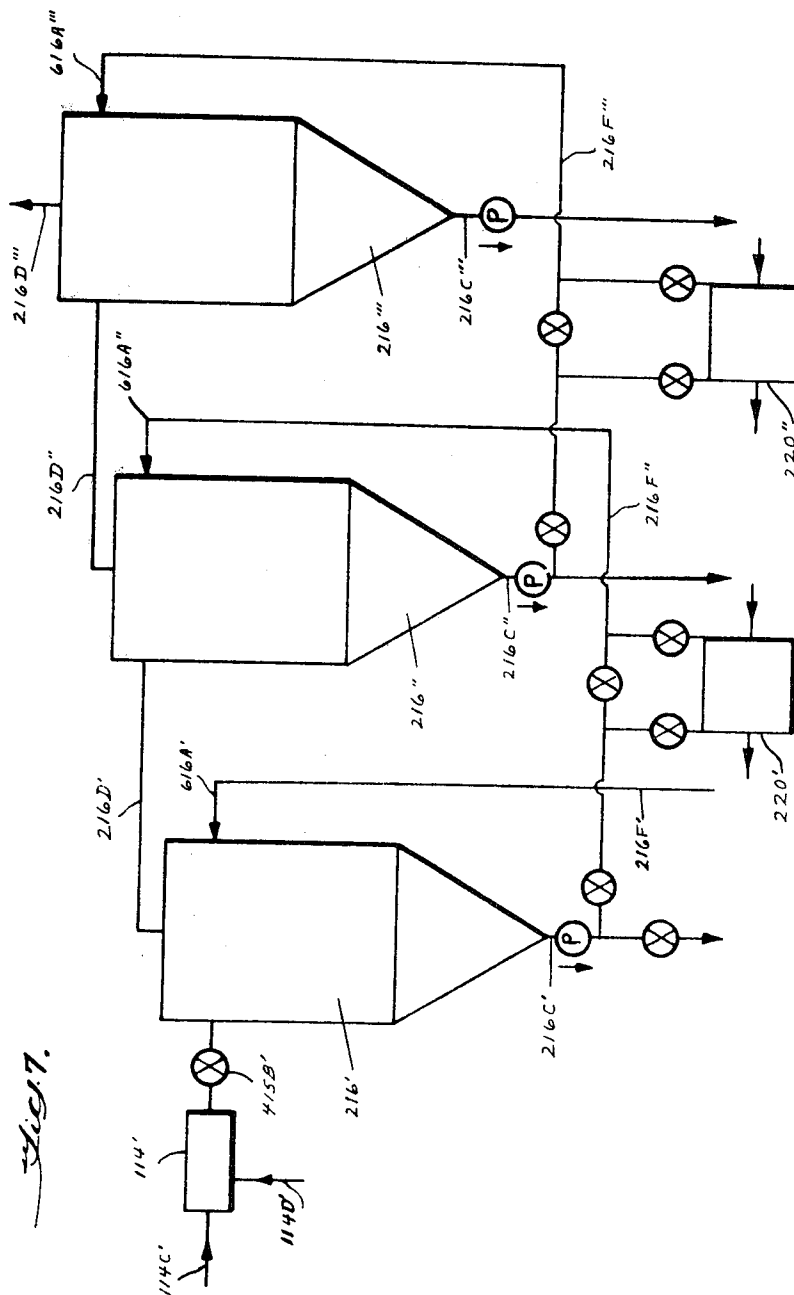 Fig. 7.
114C'
114'
114D'
415B'
216'
216C'
P
216D'
616A'
216F'
220'
216"
216C"
P
216D"
616A"
216F"
220"
216'''
216C'''
P
216D'''
616A'''
216F'''